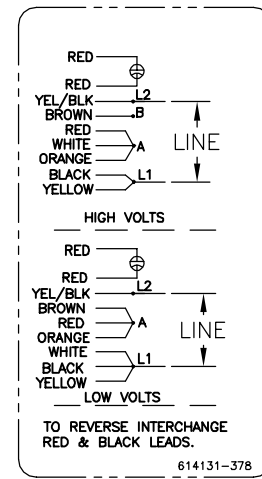 RED
RED
YEL/BLK L2
BROWN B
RED
WHITE A
ORANGE
LINE
BLACK L1
YELLOW
HIGH VOLTS
RED
RED
YEL/BLK L2
BROWN
RED A
ORANGE
LINE
WHITE
BLACK L1
YELLOW
LOW VOLTS
TO REVERSE INTERCHANGE
RED & BLACK LEADS.
614131-378